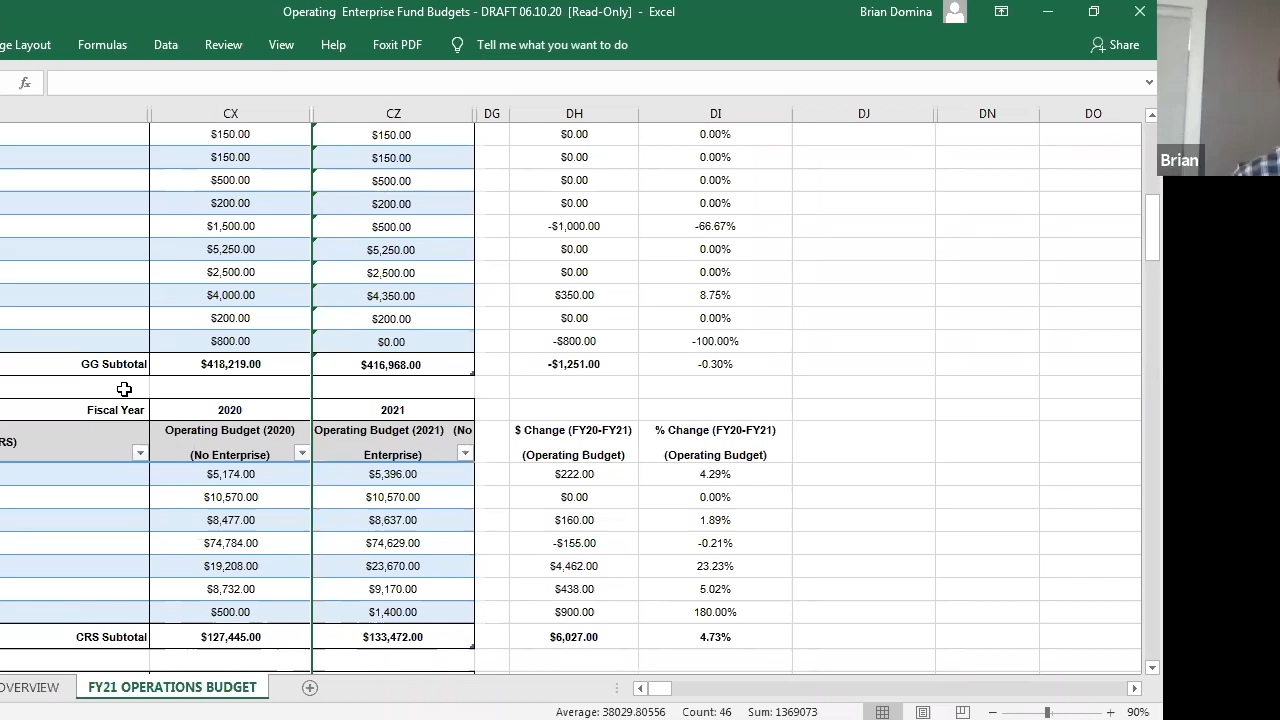 Operating Enterprise Fund Budgets - DRAFT 06.10.20 [Read-Only] - Excel Brian Domina
ge Layout Formulas Data Review View Help Foxit PDF Tell me what you want to do Share
fx
CX CZ DG DH DI DJ DN DO
$150.00 $150.00 $0.00 0.00%
$150.00 $150.00 $0.00 0.00%
Brian
$500.00 $500.00 $0.00 0.00%
$200.00 $200.00 $0.00 0.00%
$1,500.00 $500.00 -$1,000.00 -66.67%
$5,250.00 $5,250.00 $0.00 0.00%
$2,500.00 $2,500.00 $0.00 0.00%
$4,000.00 $4,350.00 $350.00 8.75%
$200.00 $200.00 $0.00 0.00%
$800.00 $0.00 -$800.00 -100.00%
GG Subtotal $418,219.00 $416,968.00 -$1,251.00 -0.30%
Fiscal Year 2020 2021
RS) Operating Budget (2020) Operating Budget (2021) (No $ Change (FY20-FY21) % Change (FY20-FY21)
(No Enterprise) Enterprise) (Operating Budget) (Operating Budget)
$5,174.00 $5,396.00 $222.00 4.29%
$10,570.00 $10,570.00 $0.00 0.00%
$8,477.00 $8,637.00 $160.00 1.89%
$74,784.00 $74,629.00 -$155.00 -0.21%
$19,208.00 $23,670.00 $4,462.00 23.23%
$8,732.00 $9,170.00 $438.00 5.02%
$500.00 $1,400.00 $900.00 180.00%
CRS Subtotal $127,445.00 $133,472.00 $6,027.00 4.73%
OVERVIEW FY21 OPERATIONS BUDGET
Average: 38029.80556 Count: 46 Sum: 1369073 90%